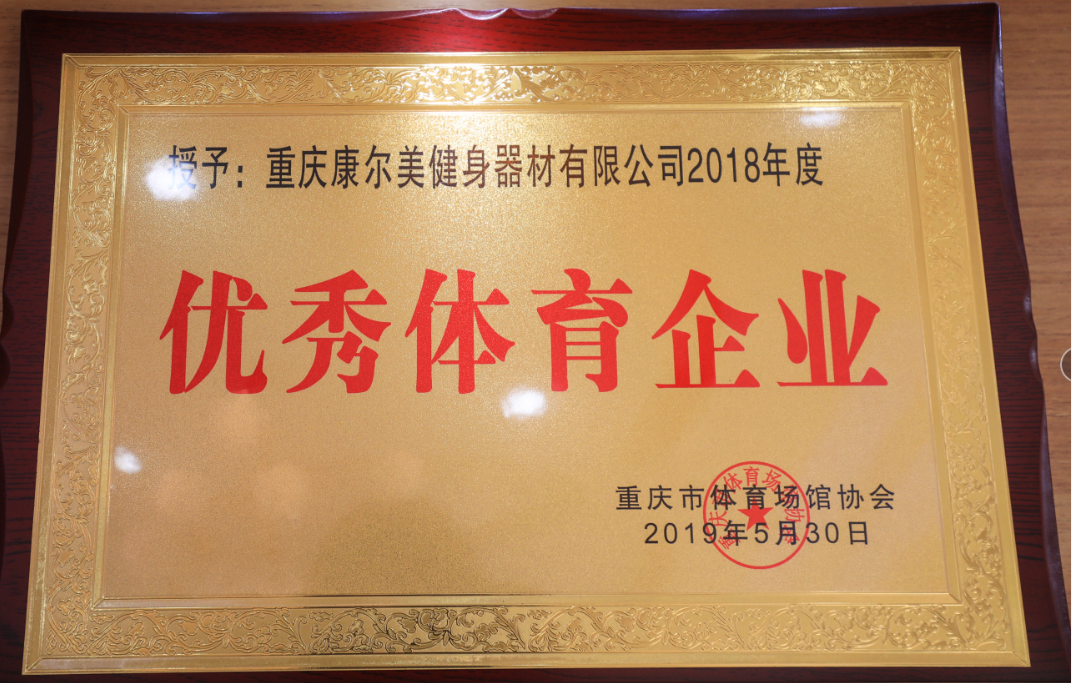 授予：重庆康尔美健身器材有限公司2018年度
优秀体育企业
重庆市体育场馆协会
2019年5月30日